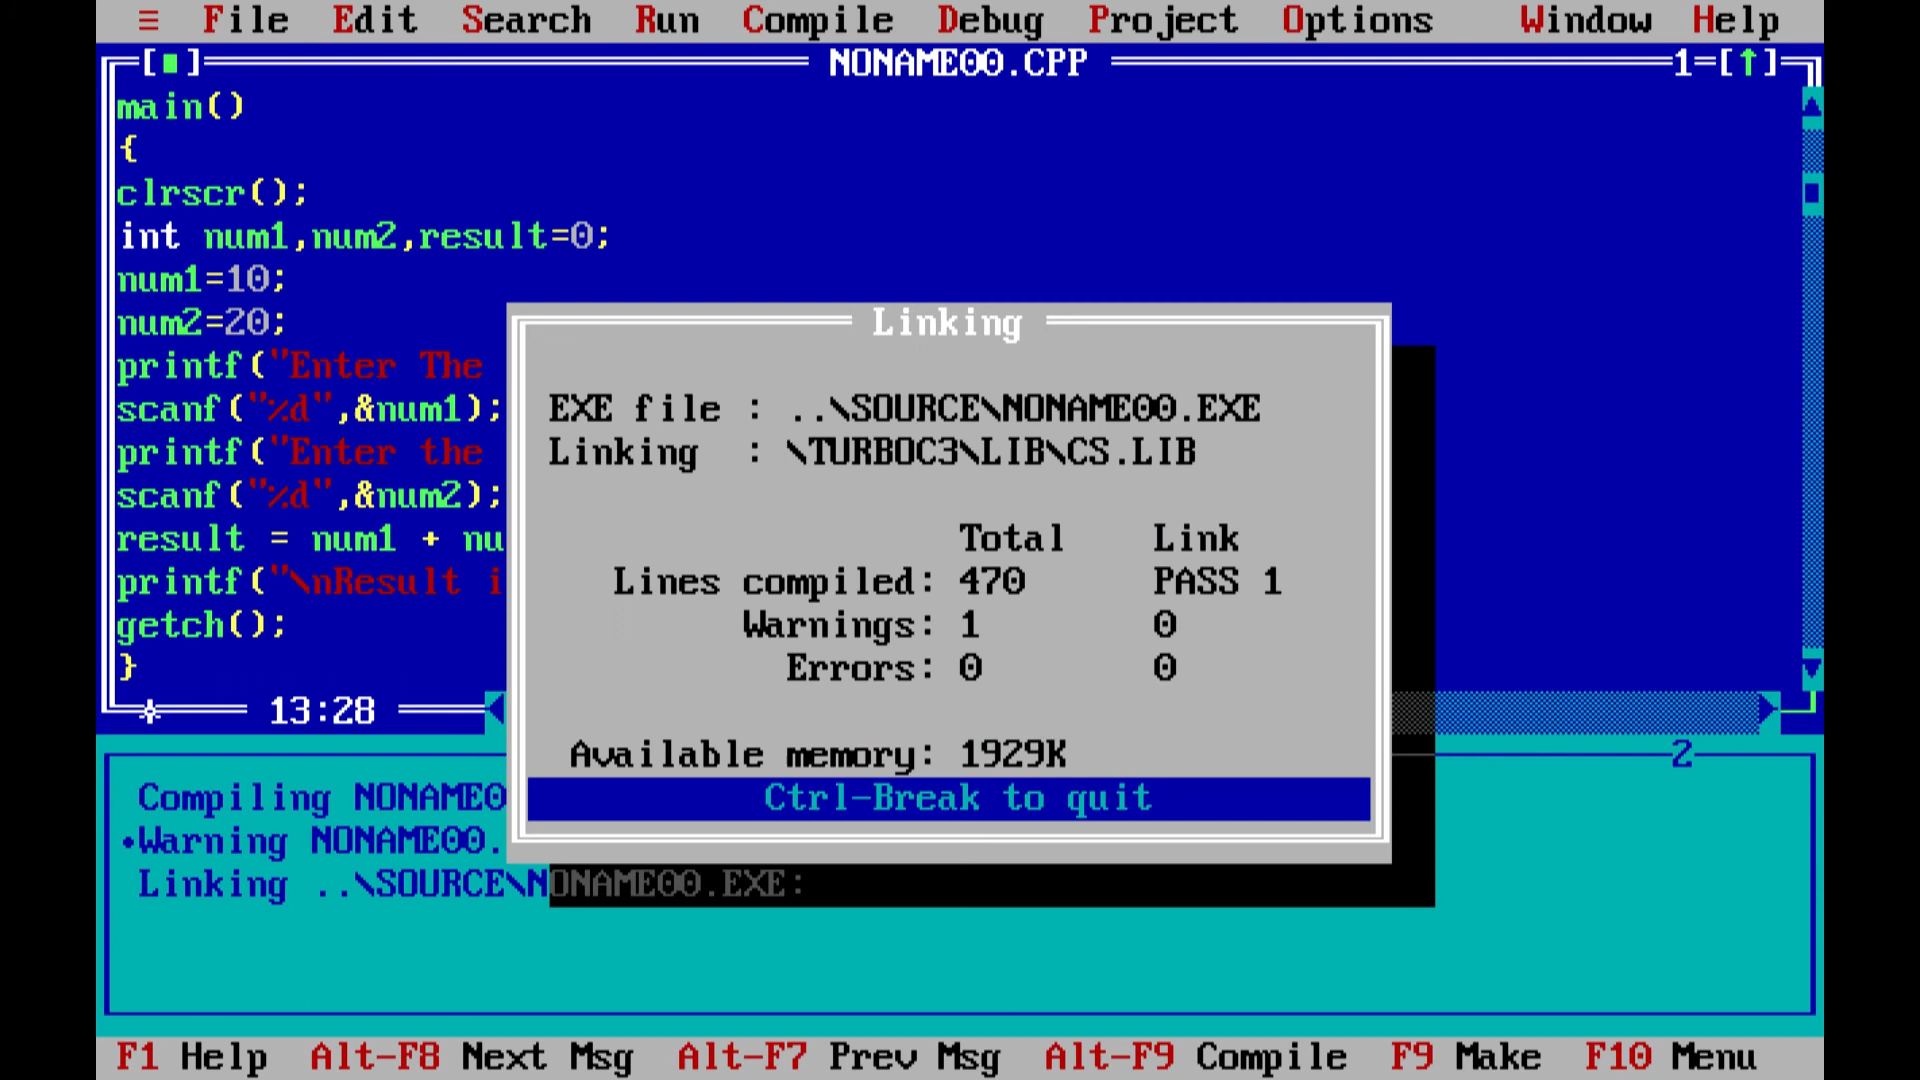 ≡ File Edit Search Run Compile Debug Project Options Window Help
[■] NONAME00.CPP 1=[↑]
main()
{
clrscr();
int num1,num2,result=0;
num1=10;
num2=20;
printf("Enter The
scanf("%d",&num1);
printf("Enter the
scanf("%d",&num2);
result = num1 + nu
printf("\nResult i
getch();
}
13:28
Linking
EXE file : ..\SOURCE\NONAME00.EXE
Linking : \TURBOC3\LIB\CS.LIB
Total Link
Lines compiled: 470 PASS 1
Warnings: 1 0
Errors: 0 0
Available memory: 1929K
Ctrl-Break to quit
2
Compiling NONAME0
•Warning NONAME00.
Linking ..\SOURCE\NONAME00.EXE:
F1 Help Alt-F8 Next Msg Alt-F7 Prev Msg Alt-F9 Compile F9 Make F10 Menu